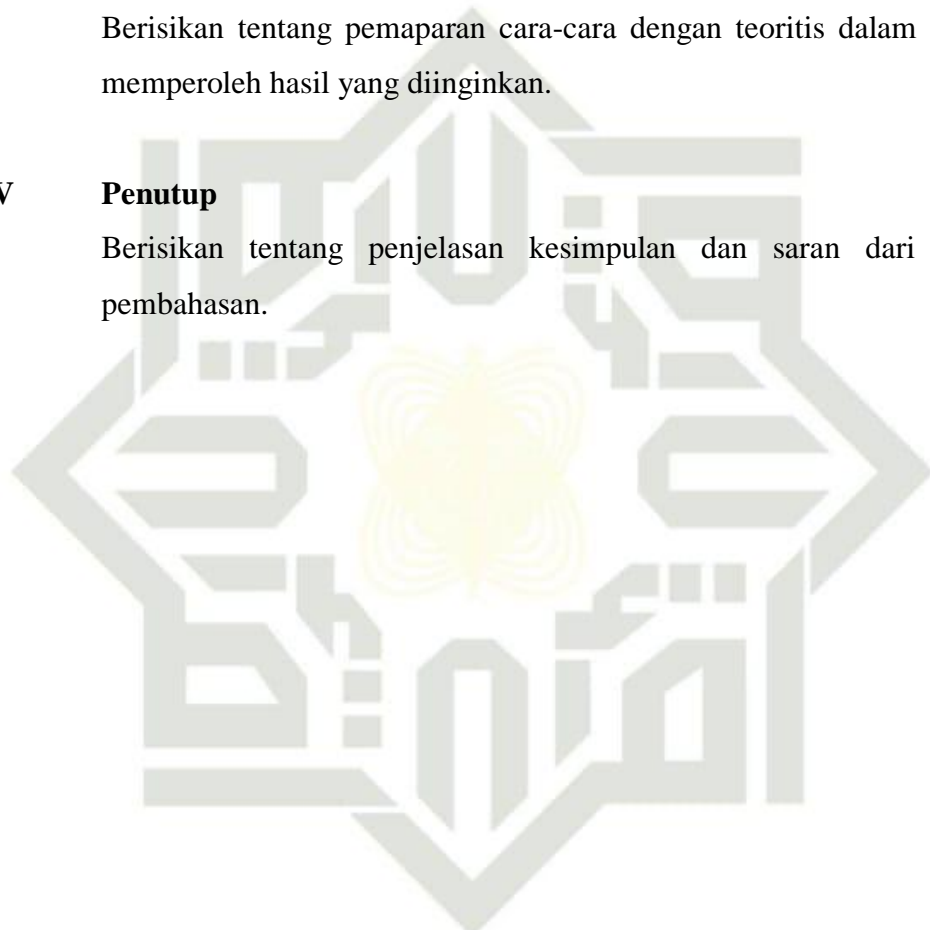 Berisikan tentang pemaparan cara-cara dengan teoritis dalam
memperoleh hasil yang diinginkan.
V Penutup
Berisikan tentang penjelasan kesimpulan dan saran dari
pembahasan.